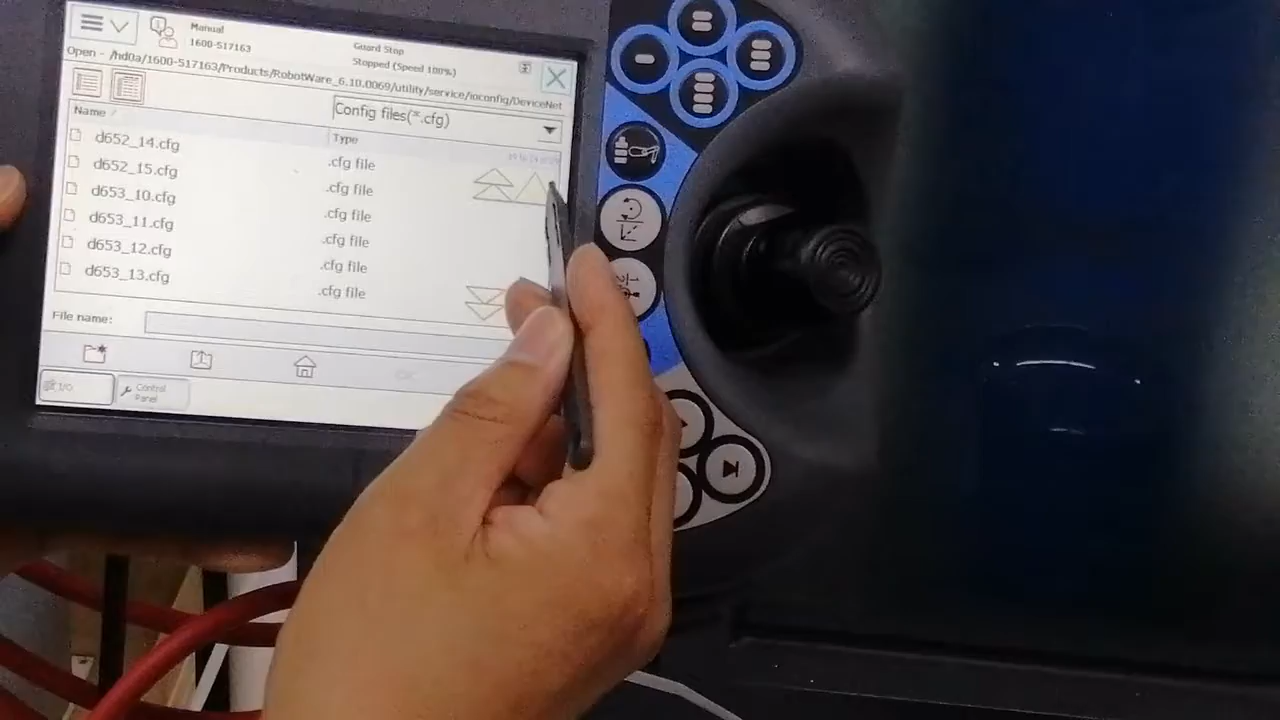 Manual
1600-517163
Guard Stop
Stopped (Speed 100%)
Open - /hd0a/1600-517163/Products/RobotWare_6.10.0069/utility/service/ioconfig/DeviceNet
Config files(*.cfg)
Name
Type
d652_14.cfg
.cfg file
d652_15.cfg
.cfg file
d653_10.cfg
.cfg file
d653_11.cfg
.cfg file
d653_12.cfg
.cfg file
d653_13.cfg
.cfg file
File name:
I/O
Control
Panel